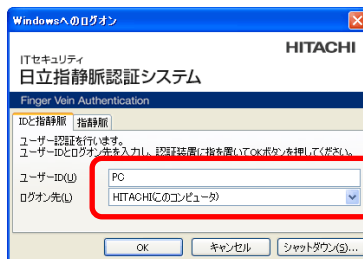 Windowsへのログオン
HITACHI
ITセキュリティ
日立指静脈認証システム
Finger Vein Authentication
IDと指静脈 指静脈
ユーザー認証を行います。
ユーザーIDとログオン先を入力し、認証装置に指を置いてOKボタンを押してください。
ユーザーID(U) PC
ログオン先(L) HITACHI(このコンピュータ)
OK キャンセル シャットダウン(S)...